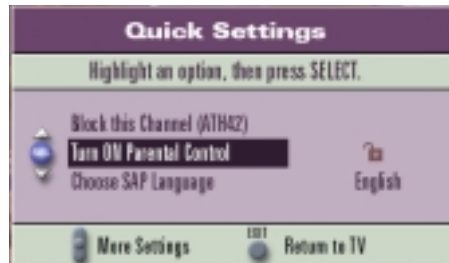 Quick Settings
Highlight an option, then press SELECT.
Block this Channel (ATH42)
Turn ON Parental Control
Choose SAP Language English
More Settings EXIT Return to TV